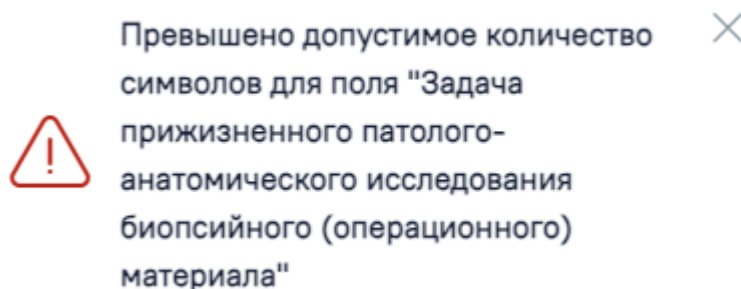 Превышено допустимое количество
символов для поля "Задача
прижизненного патолого-
анатомического исследования
биопсийного (операционного)
материала"